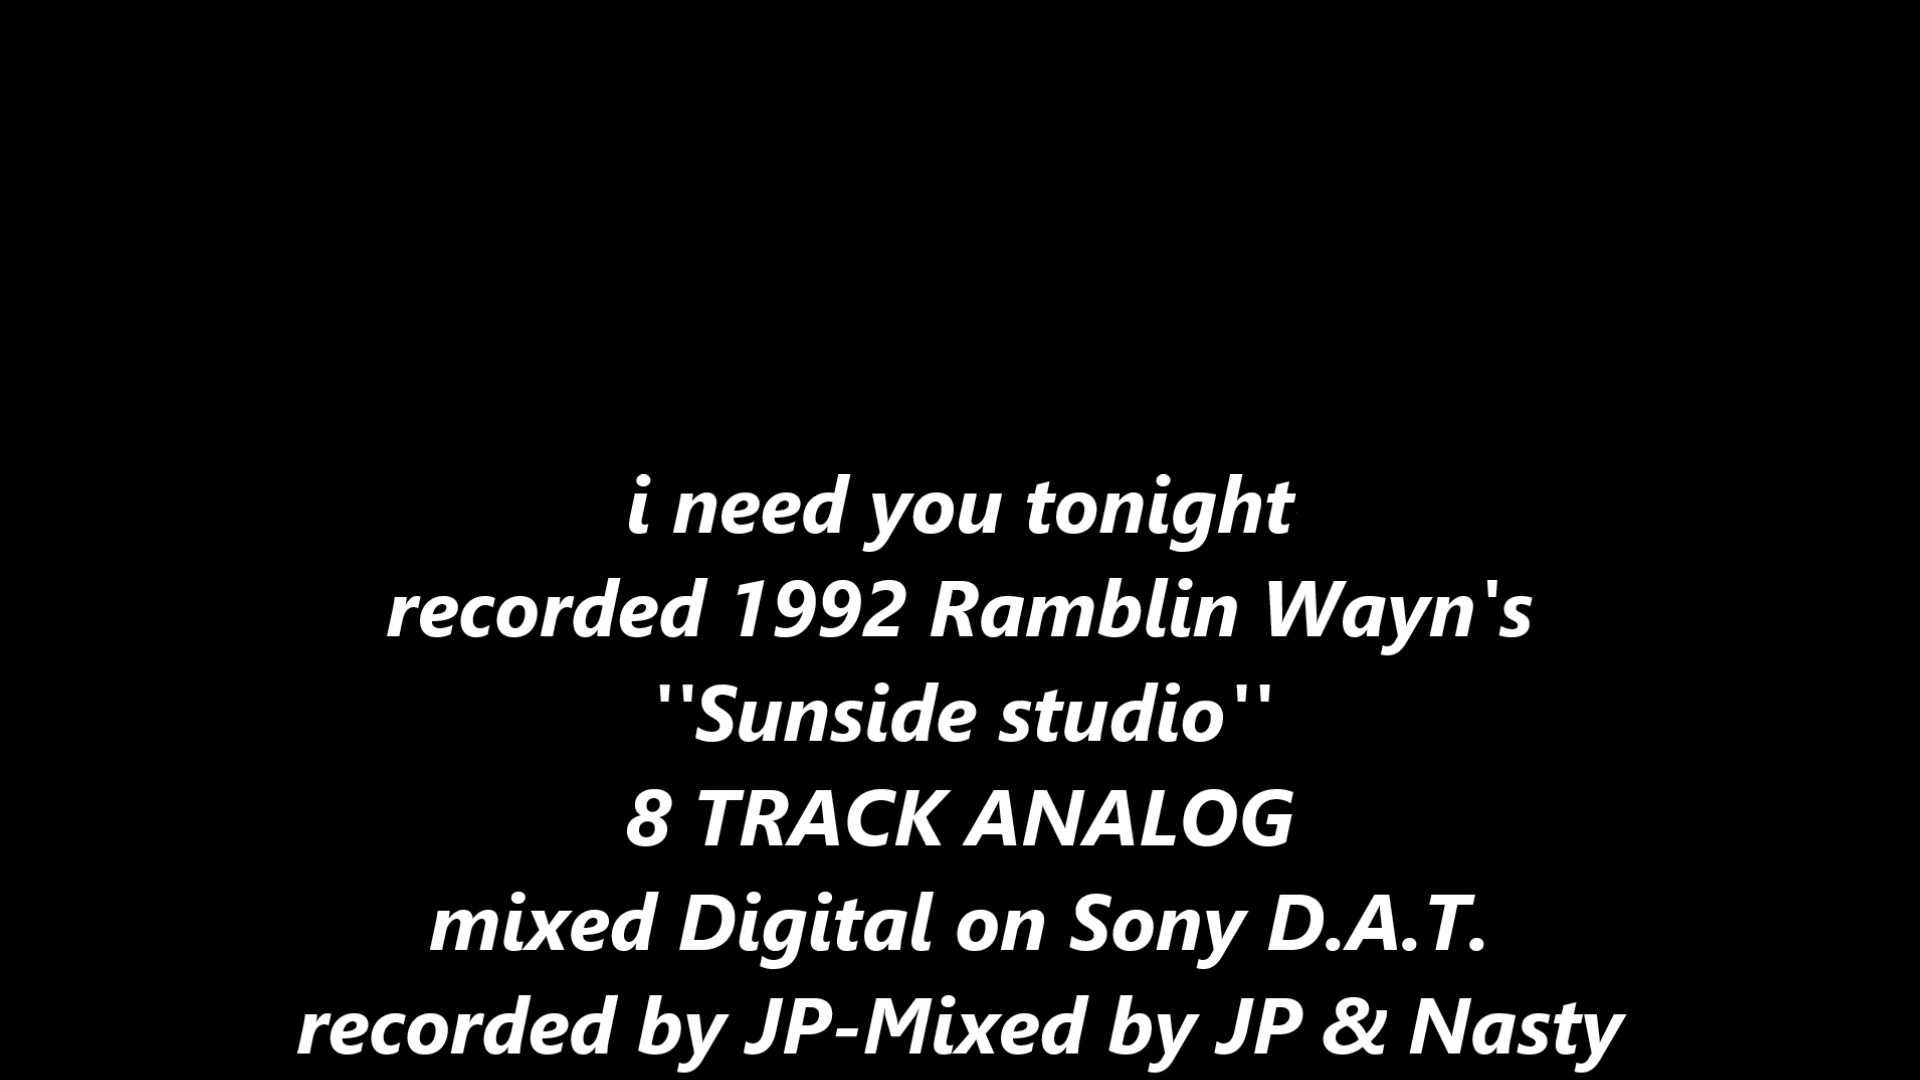 i need you tonight
recorded 1992 Ramblin Wayn's
''Sunside studio''
8 TRACK ANALOG
mixed Digital on Sony D.A.T.
recorded by JP-Mixed by JP & Nasty